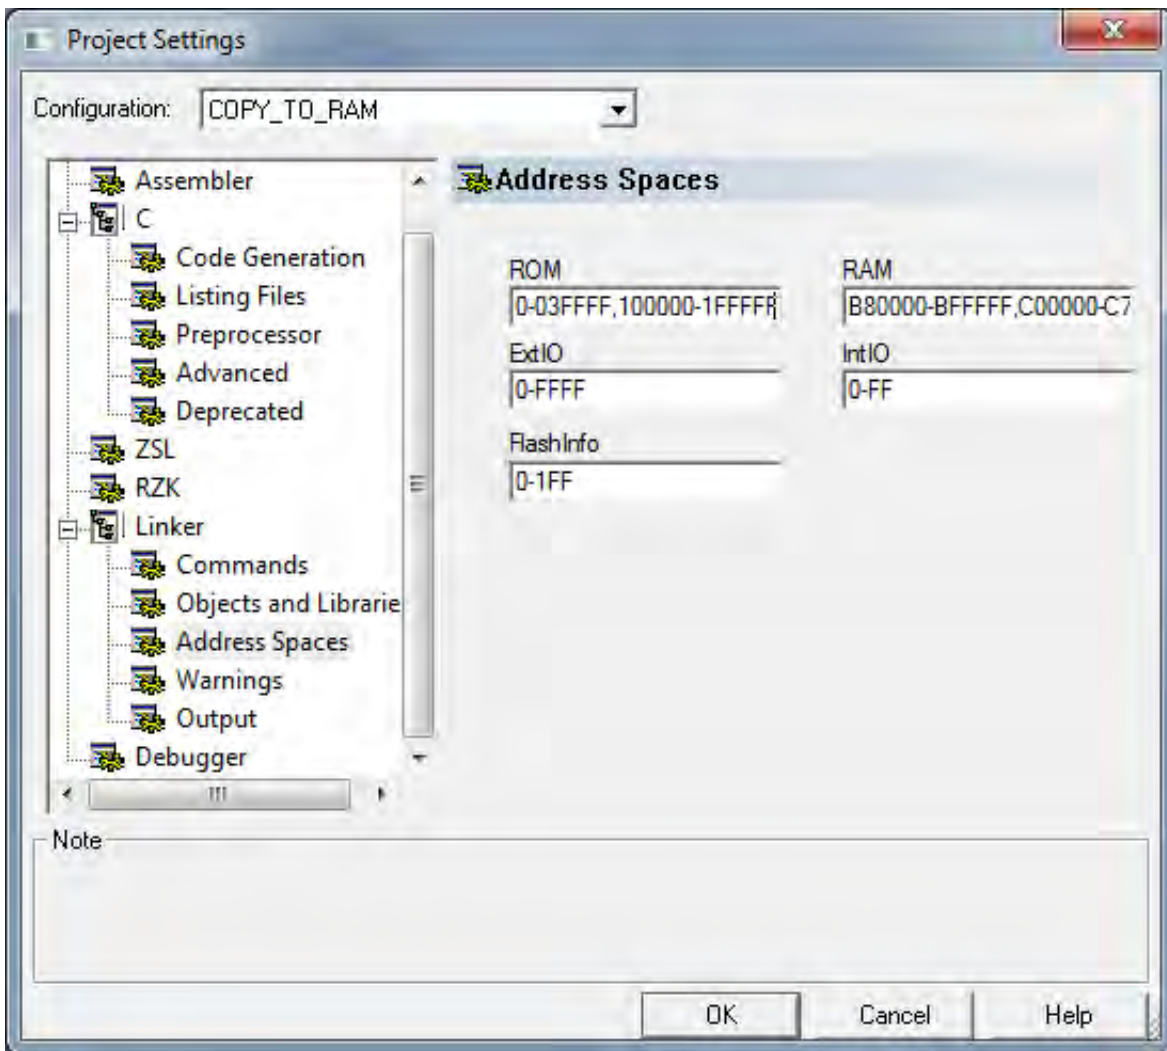 Project Settings
Configuration: COPY_TO_RAM
Assembler
C
Code Generation
Listing Files
Preprocessor
Advanced
Deprecated
ZSL
RZK
Linker
Commands
Objects and Librarie
Address Spaces
Warnings
Output
Debugger
Address Spaces
ROM RAM
0-03FFFF,100000-1FFFFF B80000-BFFFFF,C00000-C7
ExtIO IntIO
0-FFFF 0-FF
FlashInfo
0-1FF
Note
OK Cancel Help